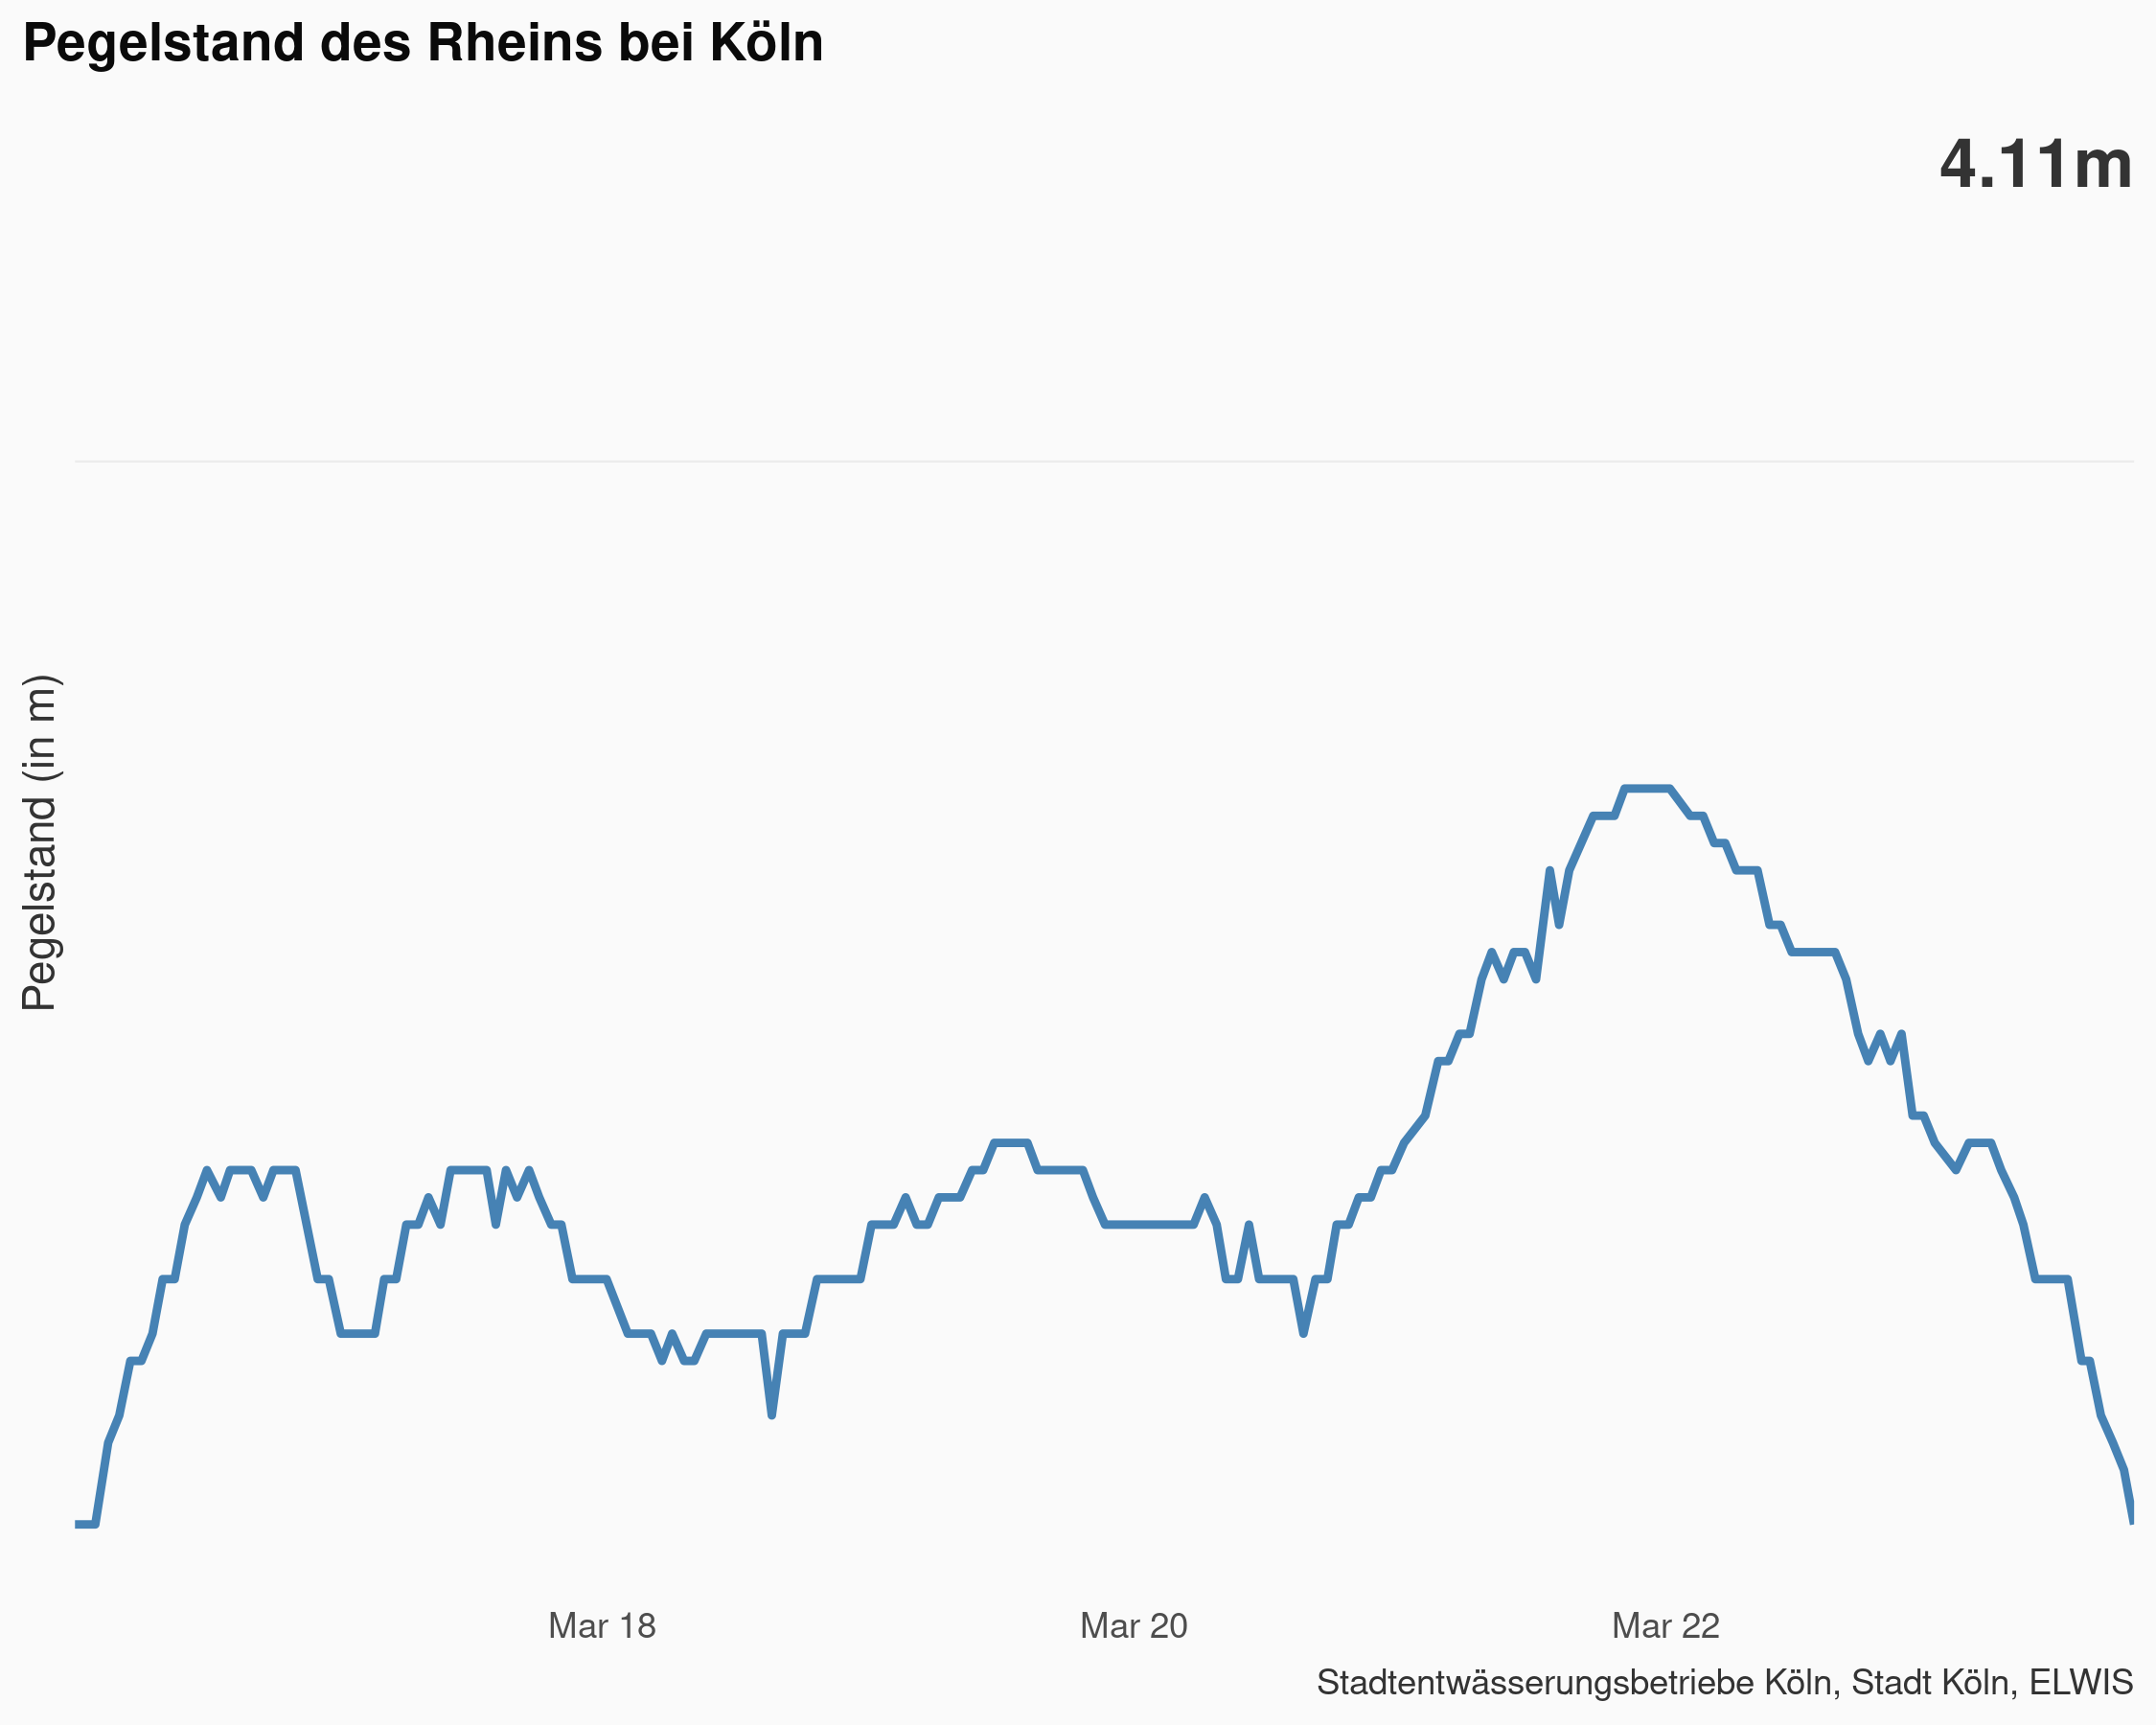 Pegelstand des Rheins bei Köln
4.11m
Pegelstand (in m)
Mar 18
Mar 20
Mar 22
Stadtentwässerungsbetriebe Köln, Stadt Köln, ELWIS